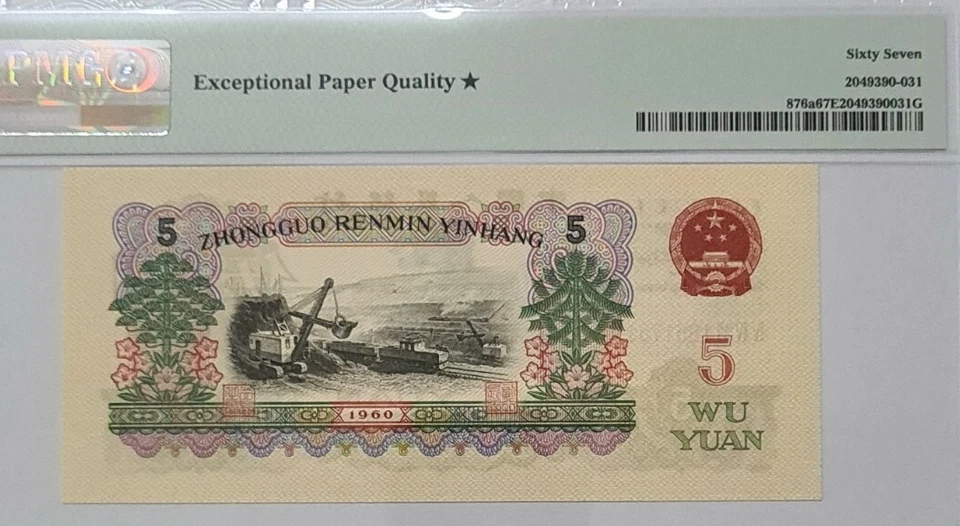 PMG
Exceptional Paper Quality ★
Sixty Seven
2049390-031
876a67E2049390031G
5 ZHONGGUO RENMIN YINHANG 5
5
1960
WU
YUAN